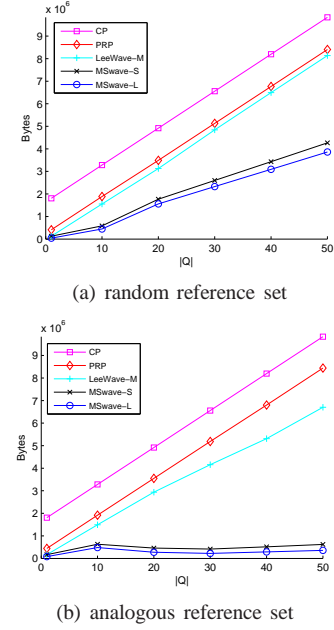 x 10^6
9
8
7
6
5
4
3
2
1
0
Bytes
CP
PRP
LeeWave−M
MSwave−S
MSwave−L
0 10 20 30 40 50
|Q|
(a) random reference set
x 10^6
9
8
7
6
5
4
3
2
1
0
Bytes
CP
PRP
LeeWave−M
MSwave−S
MSwave−L
0 10 20 30 40 50
|Q|
(b) analogous reference set